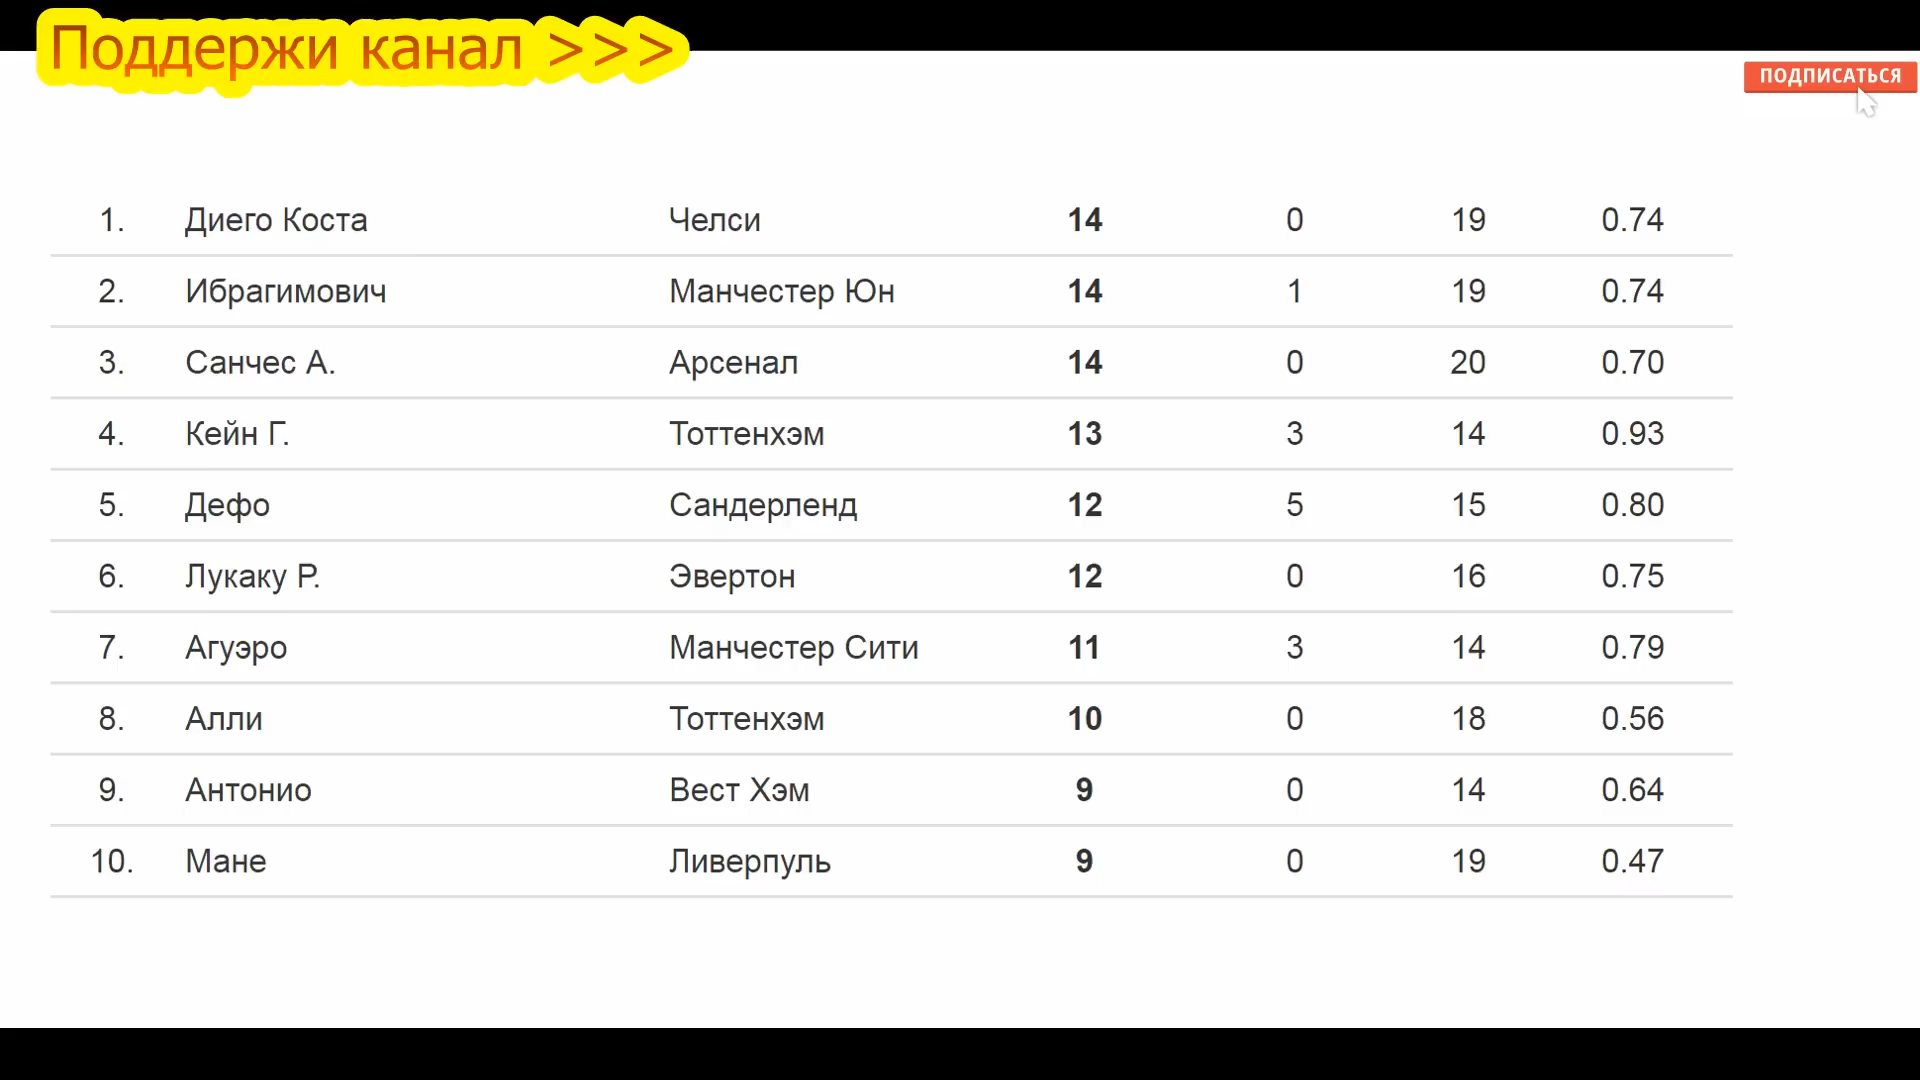 Поддержи канал >>>
ПОДПИСАТЬСЯ
1. Диего Коста Челси 14 0 19 0.74
2. Ибрагимович Манчестер Юн 14 1 19 0.74
3. Санчес А. Арсенал 14 0 20 0.70
4. Кейн Г. Тоттенхэм 13 3 14 0.93
5. Дефо Сандерленд 12 5 15 0.80
6. Лукаку Р. Эвертон 12 0 16 0.75
7. Агуэро Манчестер Сити 11 3 14 0.79
8. Алли Тоттенхэм 10 0 18 0.56
9. Антонио Вест Хэм 9 0 14 0.64
10. Мане Ливерпуль 9 0 19 0.47